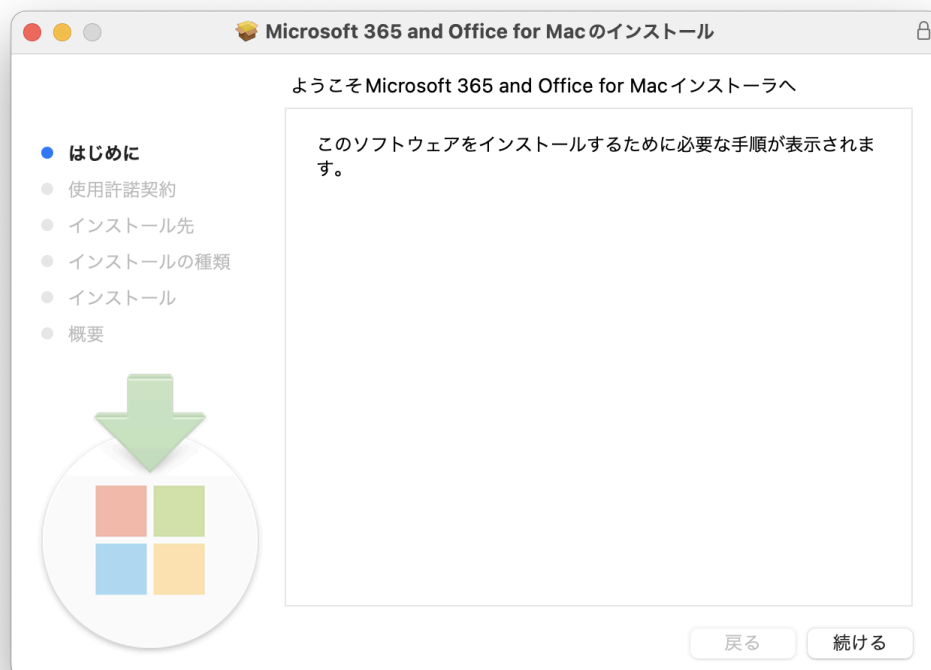 Microsoft 365 and Office for Macのインストール
ようこそMicrosoft 365 and Office for Macインストーラへ
はじめに
使用許諾契約
インストール先
インストールの種類
インストール
概要
このソフトウェアをインストールするために必要な手順が表示されま
す。
戻る
続ける